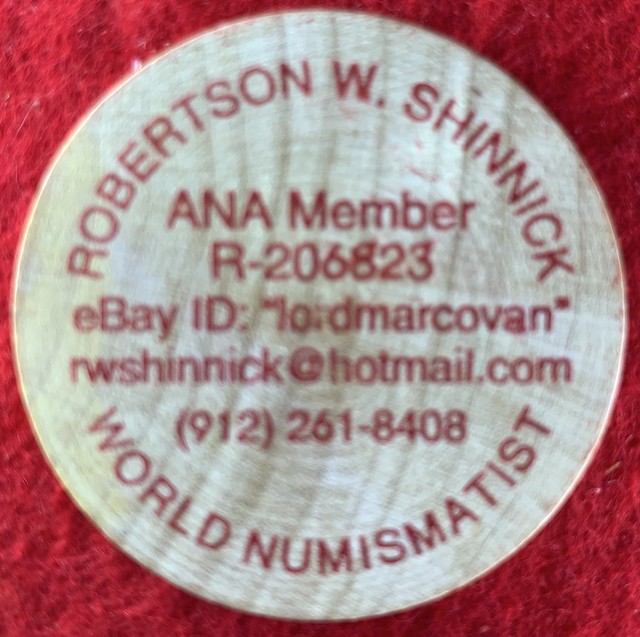 ROBERTSON W. SHINNICK
ANA Member
R-206823
eBay ID: "lordmarcovan"
rwshinnick@hotmail.com
(912) 261-8408
WORLD NUMISMATIST